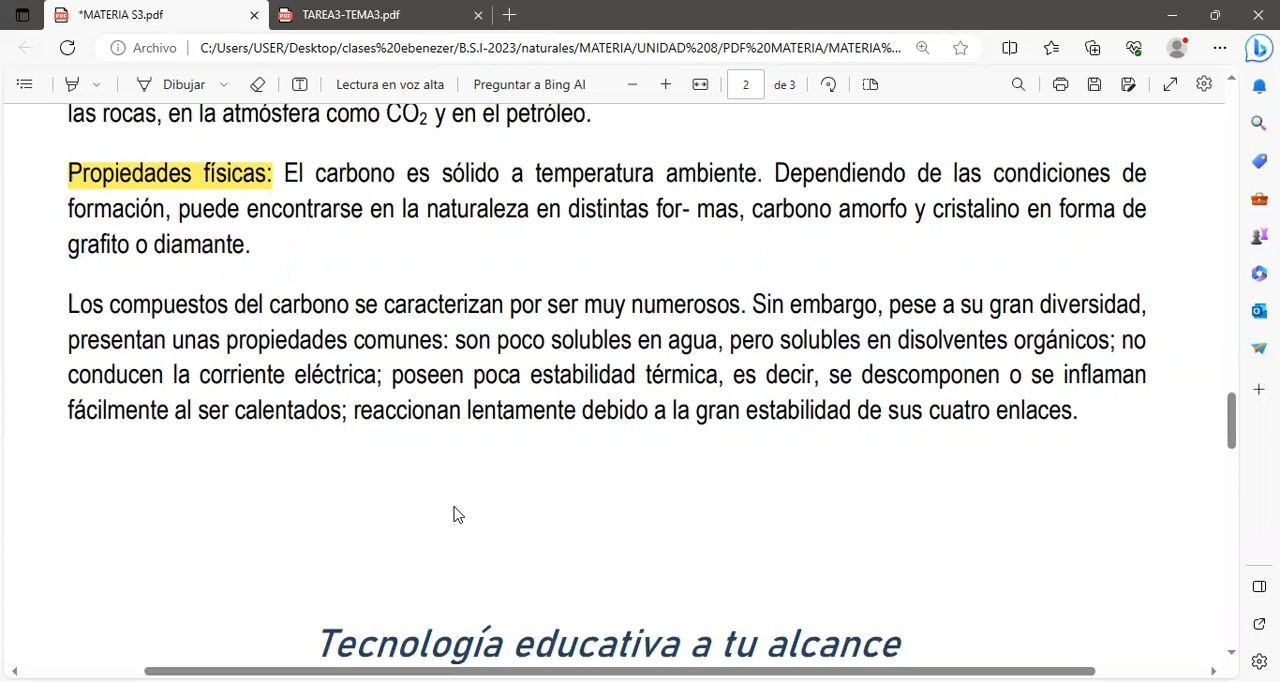 *MATERIA S3.pdf
TAREA3-TEMA3.pdf
Archivo
C:/Users/USER/Desktop/clases%20ebenezer/B.S.I-2023/naturales/MATERIA/UNIDAD%208/PDF%20MATERIA/MATERIA%...
Dibujar
Lectura en voz alta
Preguntar a Bing AI
2
de 3
las rocas, en la atmósfera como CO₂ y en el petróleo.
Propiedades físicas: El carbono es sólido a temperatura ambiente. Dependiendo de las condiciones de
formación, puede encontrarse en la naturaleza en distintas for- mas, carbono amorfo y cristalino en forma de
grafito o diamante.
Los compuestos del carbono se caracterizan por ser muy numerosos. Sin embargo, pese a su gran diversidad,
presentan unas propiedades comunes: son poco solubles en agua, pero solubles en disolventes orgánicos; no
conducen la corriente eléctrica; poseen poca estabilidad térmica, es decir, se descomponen o se inflaman
fácilmente al ser calentados; reaccionan lentamente debido a la gran estabilidad de sus cuatro enlaces.
Tecnología educativa a tu alcance